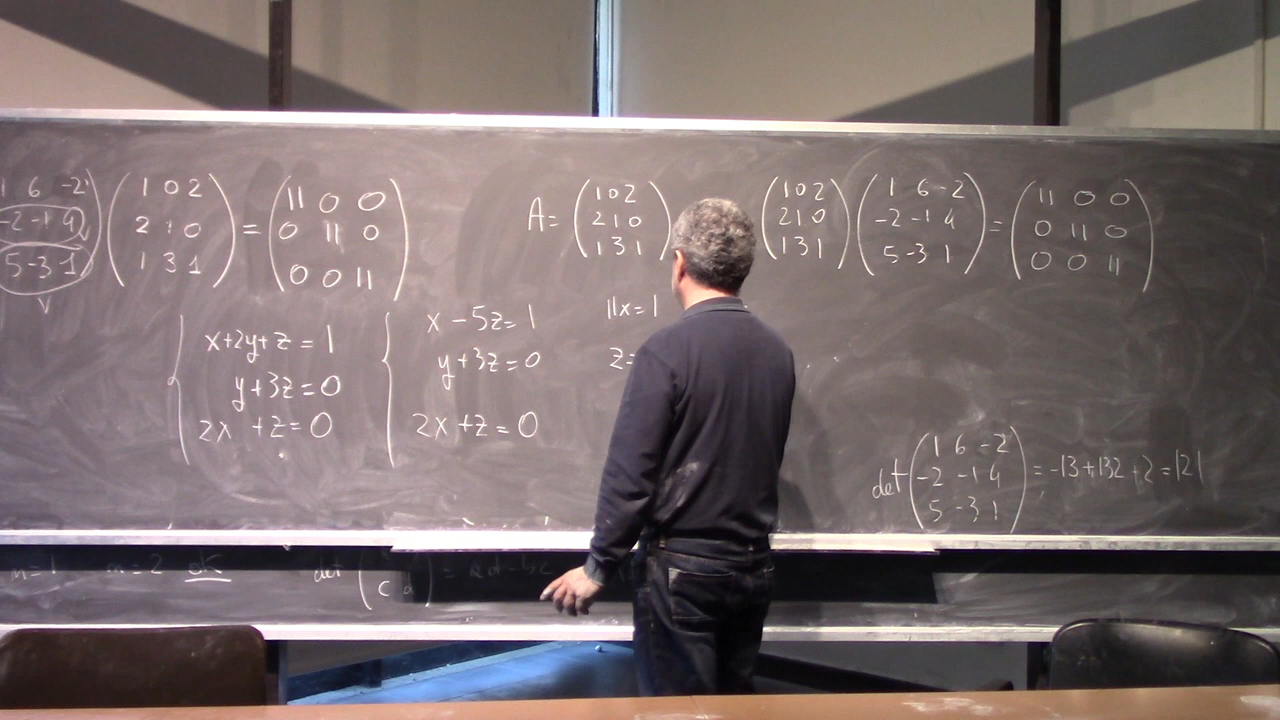 1 6 -2 1 0 2 11 0 0
-2 -1 4 2 1 0 = 0 11 0
5 -3 1 1 3 1 0 0 11
x+2y+z=1
y+3z=0
2x +z=0
x-5z=1
y+3z=0
2x+z=0
11x=1
z=
1 0 2
A= 2 1 0
1 3 1
1 0 2 1 6 -2 11 0 0
2 1 0 -2 -1 4 = 0 11 0
1 3 1 5 -3 1 0 0 11
1 6 -2
det -2 -1 4 = -13+132+2=121
5 -3 1
n=1 n=2 ok
det = ad-bc
c d